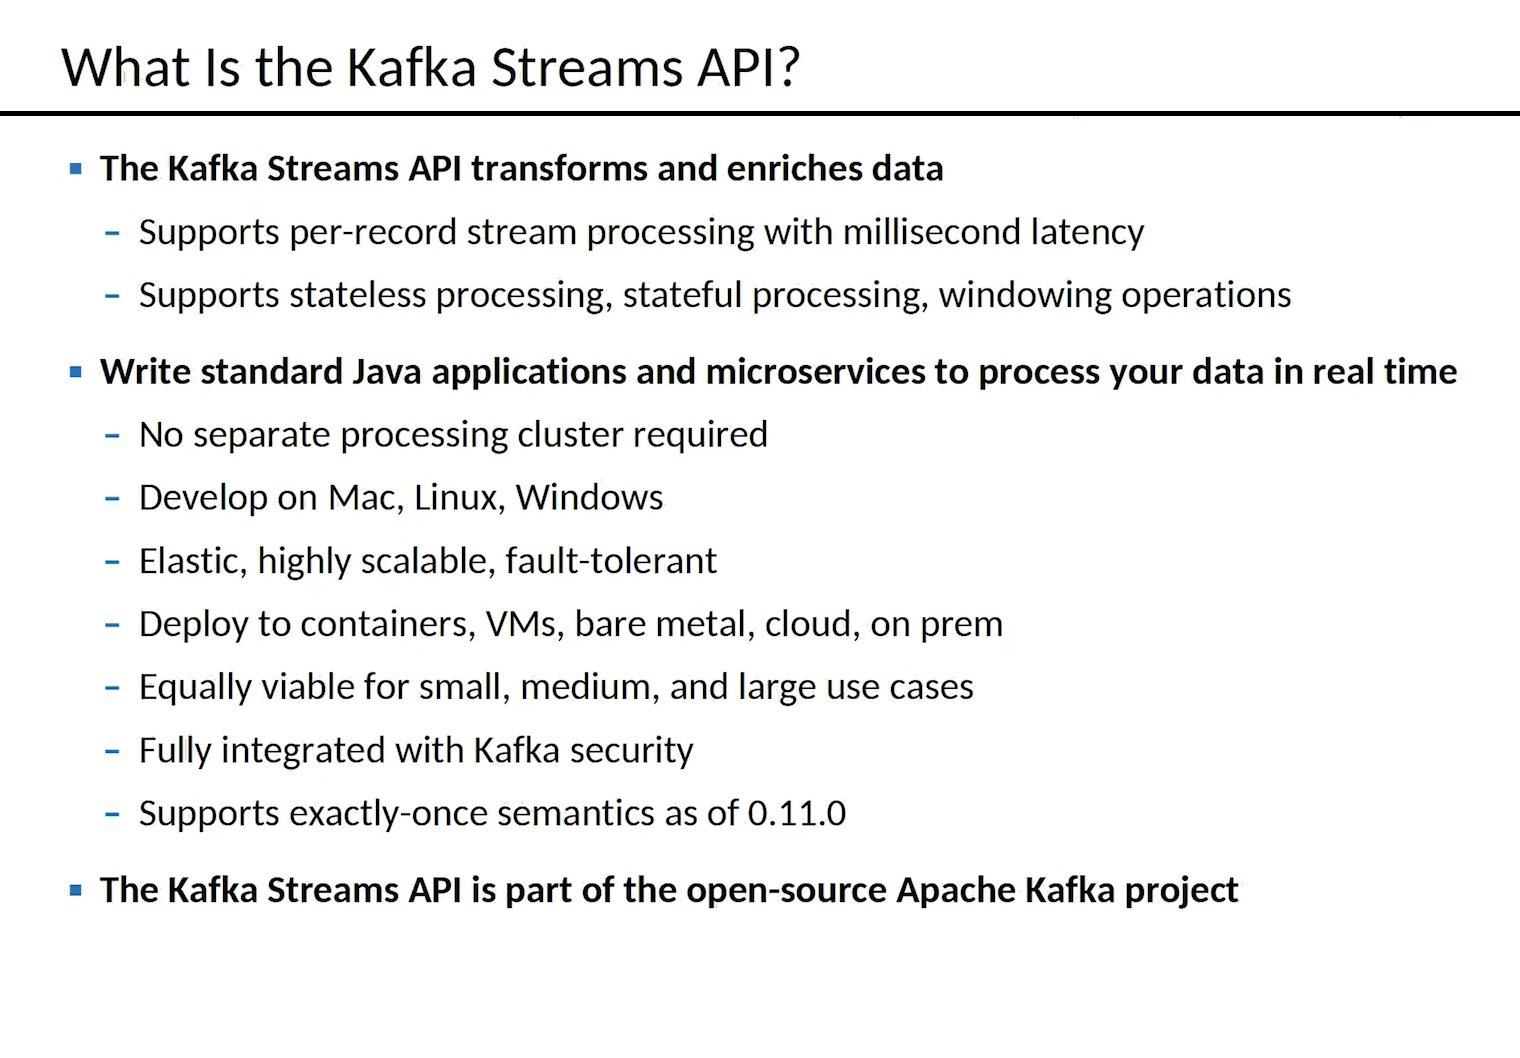 What Is the Kafka Streams API?
▪ The Kafka Streams API transforms and enriches data
– Supports per-record stream processing with millisecond latency
– Supports stateless processing, stateful processing, windowing operations
▪ Write standard Java applications and microservices to process your data in real time
– No separate processing cluster required
– Develop on Mac, Linux, Windows
– Elastic, highly scalable, fault-tolerant
– Deploy to containers, VMs, bare metal, cloud, on prem
– Equally viable for small, medium, and large use cases
– Fully integrated with Kafka security
– Supports exactly-once semantics as of 0.11.0
▪ The Kafka Streams API is part of the open-source Apache Kafka project